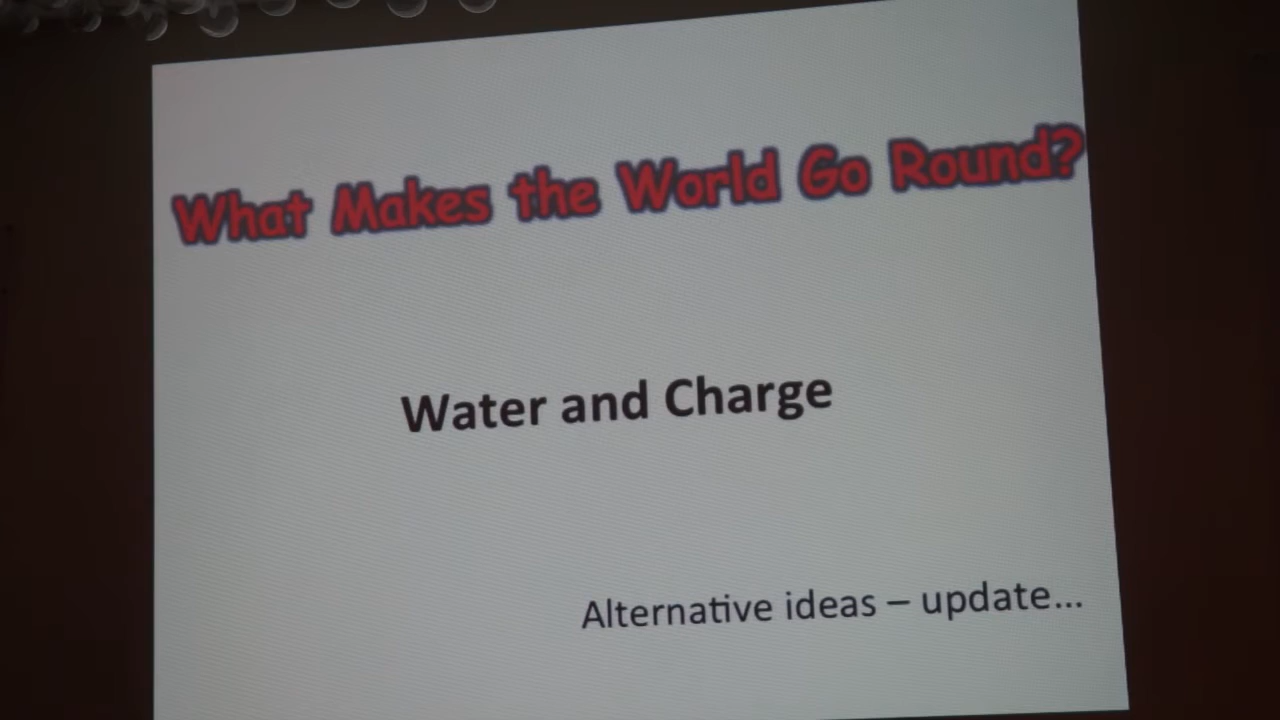 What Makes the World Go Round?
Water and Charge
Alternative ideas – update...